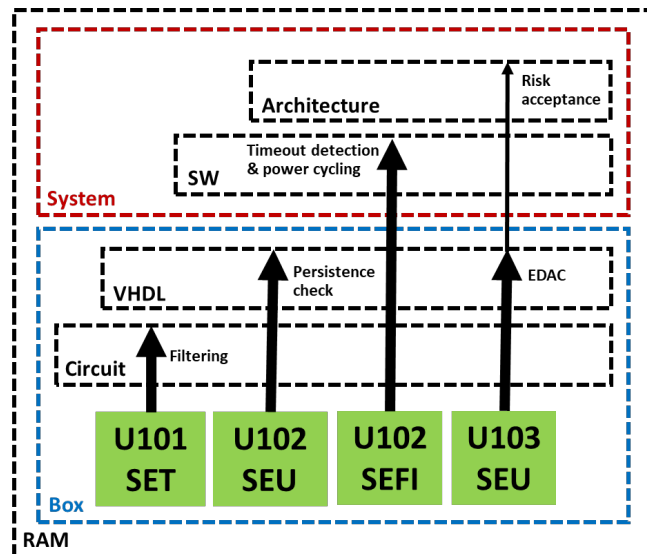 Risk
acceptance
Architecture
Timeout detection
& power cycling
SW
System
Persistence
check
EDAC
VHDL
Filtering
Circuit
U101
SET
U102
SEU
U102
SEFI
U103
SEU
Box
RAM